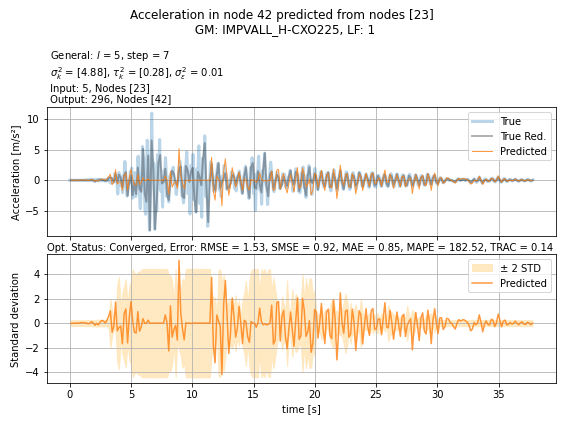 Acceleration in node 42 predicted from nodes [23]
GM: IMPVALL_H-CXO225, LF: 1
General: l = 5, step = 7
σ²ₖ = [4.88], τ²ₖ = [0.28], σ²ε = 0.01
Input: 5, Nodes [23]
Output: 296, Nodes [42]
Acceleration [m/s²]
10
5
0
−5
True
True Red.
Predicted
Opt. Status: Converged, Error: RMSE = 1.53, SMSE = 0.92, MAE = 0.85, MAPE = 182.52, TRAC = 0.14
Standard deviation
4
2
0
−2
−4
± 2 STD
Predicted
0 5 10 15 20 25 30 35
time [s]